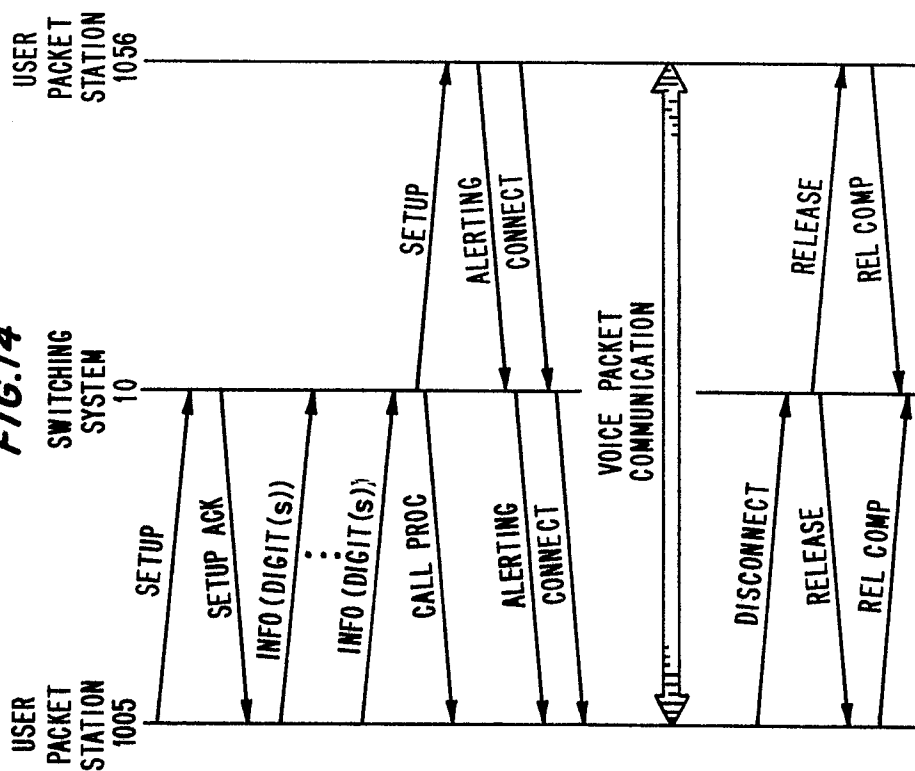 FIG.14
USER
PACKET
STATION
1005
SWITCHING
SYSTEM
10
USER
PACKET
STATION
1056
SETUP
SETUP ACK
INFO (DIGIT(s))
INFO (DIGIT(s))
CALL PROC
SETUP
ALERTING
CONNECT
ALERTING
CONNECT
VOICE PACKET
COMMUNICATION
DISCONNECT
RELEASE
REL COMP
RELEASE
REL COMP